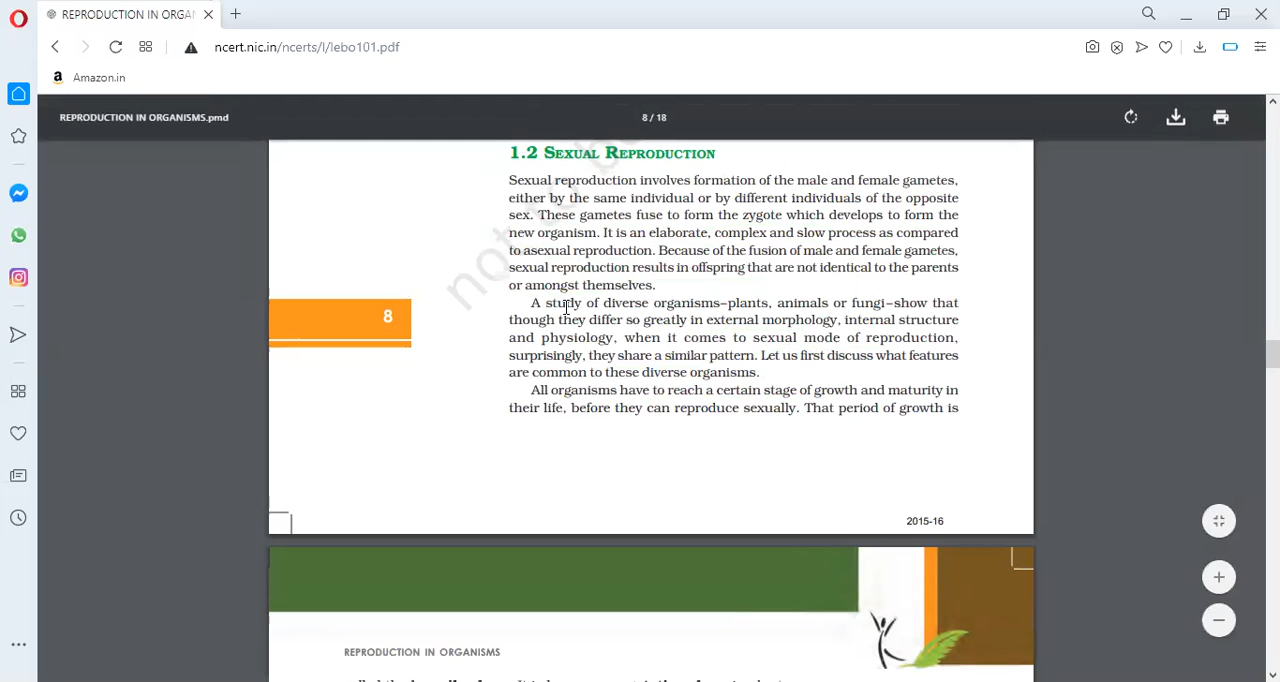 REPRODUCTION IN ORGA
ncert.nic.in/ncerts/l/lebo101.pdf
a Amazon.in
REPRODUCTION IN ORGANISMS.pmd
8 / 18
1.2 SEXUAL REPRODUCTION
Sexual reproduction involves formation of the male and female gametes,
either by the same individual or by different individuals of the opposite
sex. These gametes fuse to form the zygote which develops to form the
new organism. It is an elaborate, complex and slow process as compared
to asexual reproduction. Because of the fusion of male and female gametes,
sexual reproduction results in offspring that are not identical to the parents
or amongst themselves.
A study of diverse organisms–plants, animals or fungi–show that
though they differ so greatly in external morphology, internal structure
and physiology, when it comes to sexual mode of reproduction,
surprisingly, they share a similar pattern. Let us first discuss what features
are common to these diverse organisms.
All organisms have to reach a certain stage of growth and maturity in
their life, before they can reproduce sexually. That period of growth is
8
not to
2015-16
REPRODUCTION IN ORGANISMS